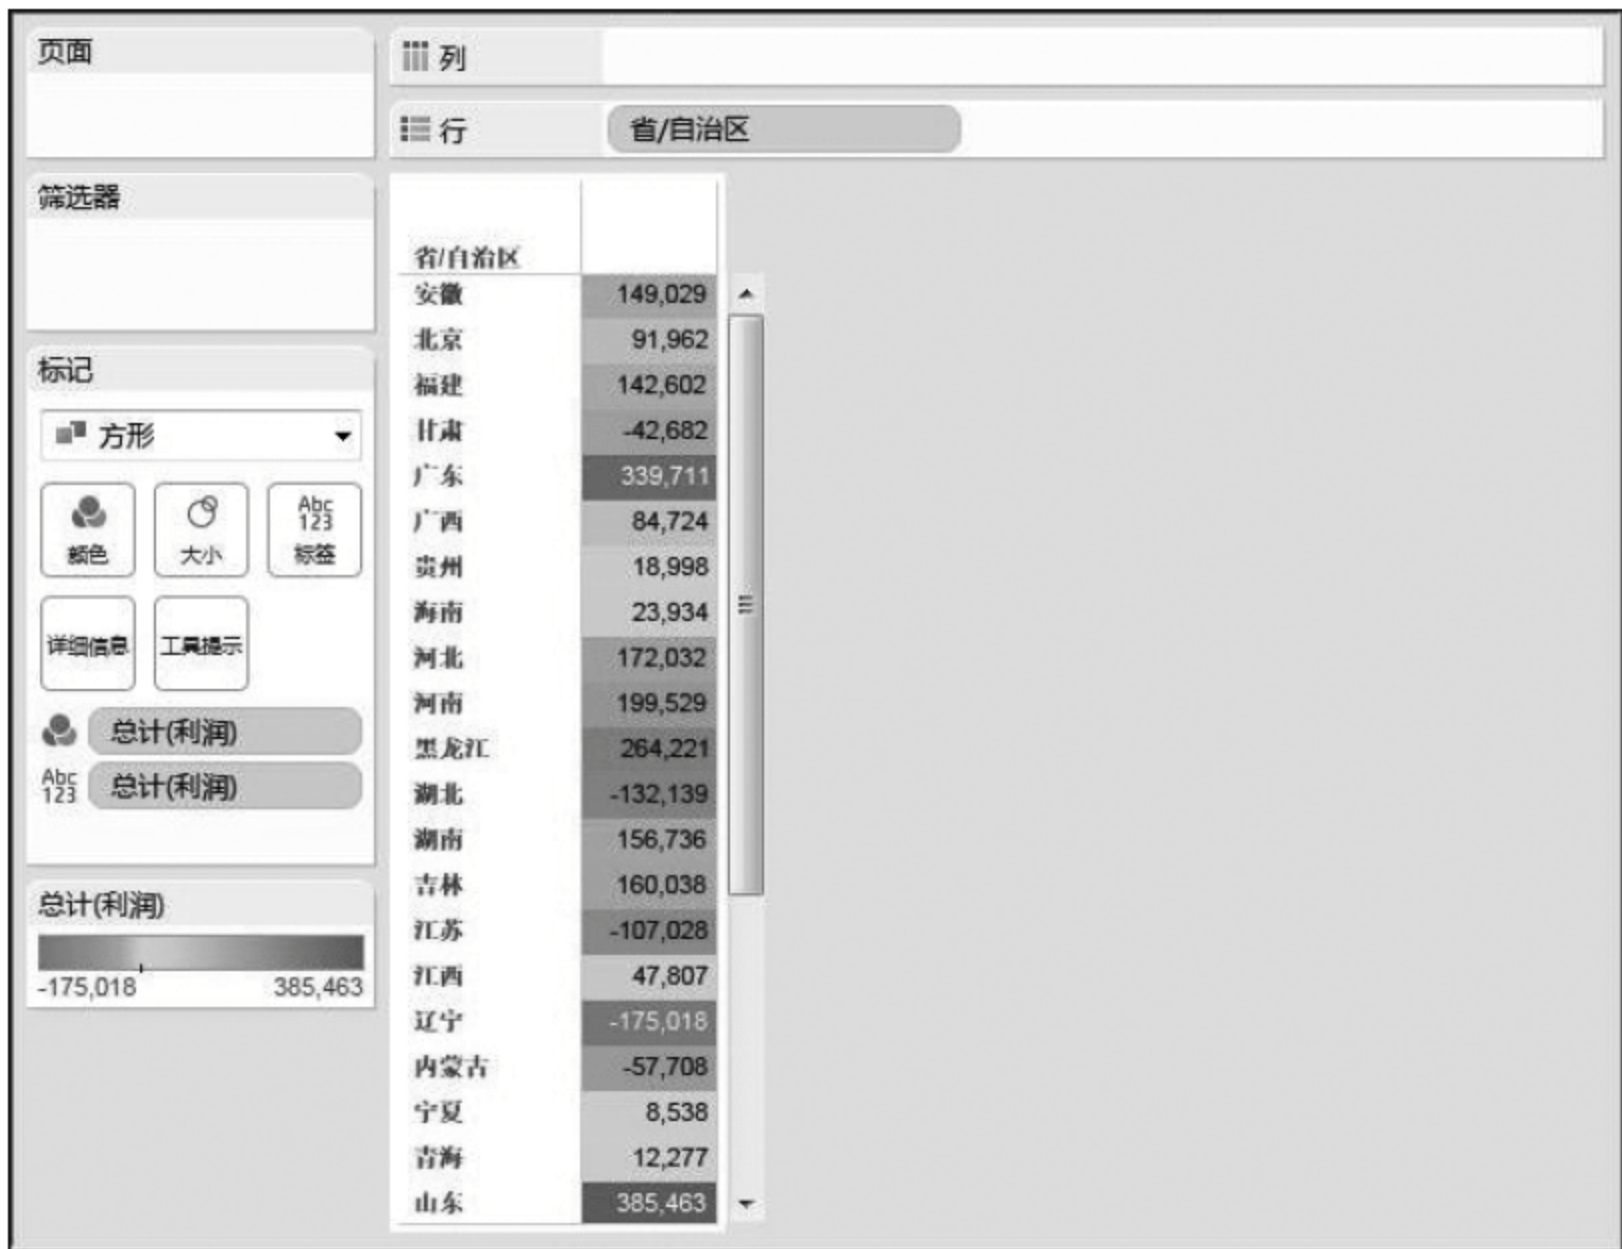 页面
列
行
省/自治区
筛选器
标记
方形
颜色
大小
Abc
123
标签
详细信息
工具提示
总计(利润)
Abc
123
总计(利润)
总计(利润)
-175,018 385,463
省/自治区
安徽 149,029
北京 91,962
福建 142,602
甘肃 -42,682
广东 339,711
广西 84,724
贵州 18,998
海南 23,934
河北 172,032
河南 199,529
黑龙江 264,221
湖北 -132,139
湖南 156,736
吉林 160,038
江苏 -107,028
江西 47,807
辽宁 -175,018
内蒙古 -57,708
宁夏 8,538
青海 12,277
山东 385,463